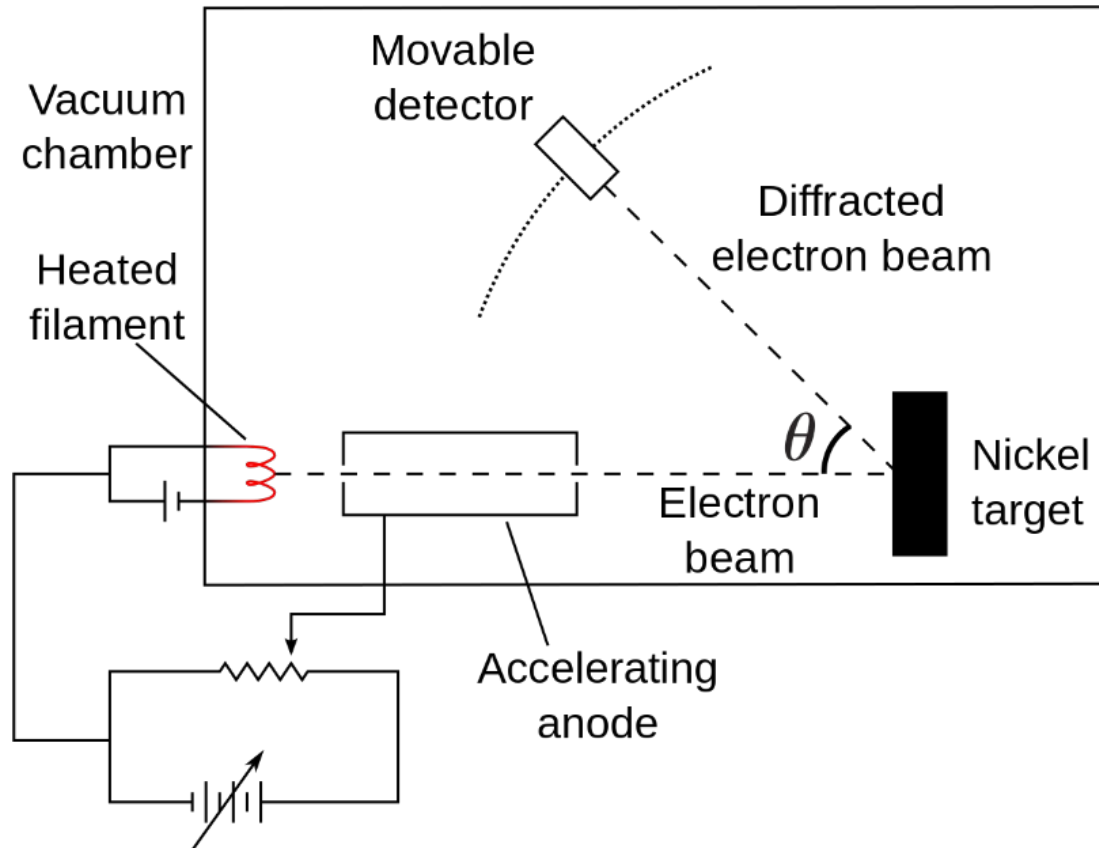 Movable
detector
Vacuum
chamber
Diffracted
electron beam
Heated
filament
θ
Nickel
target
Electron
beam
Accelerating
anode